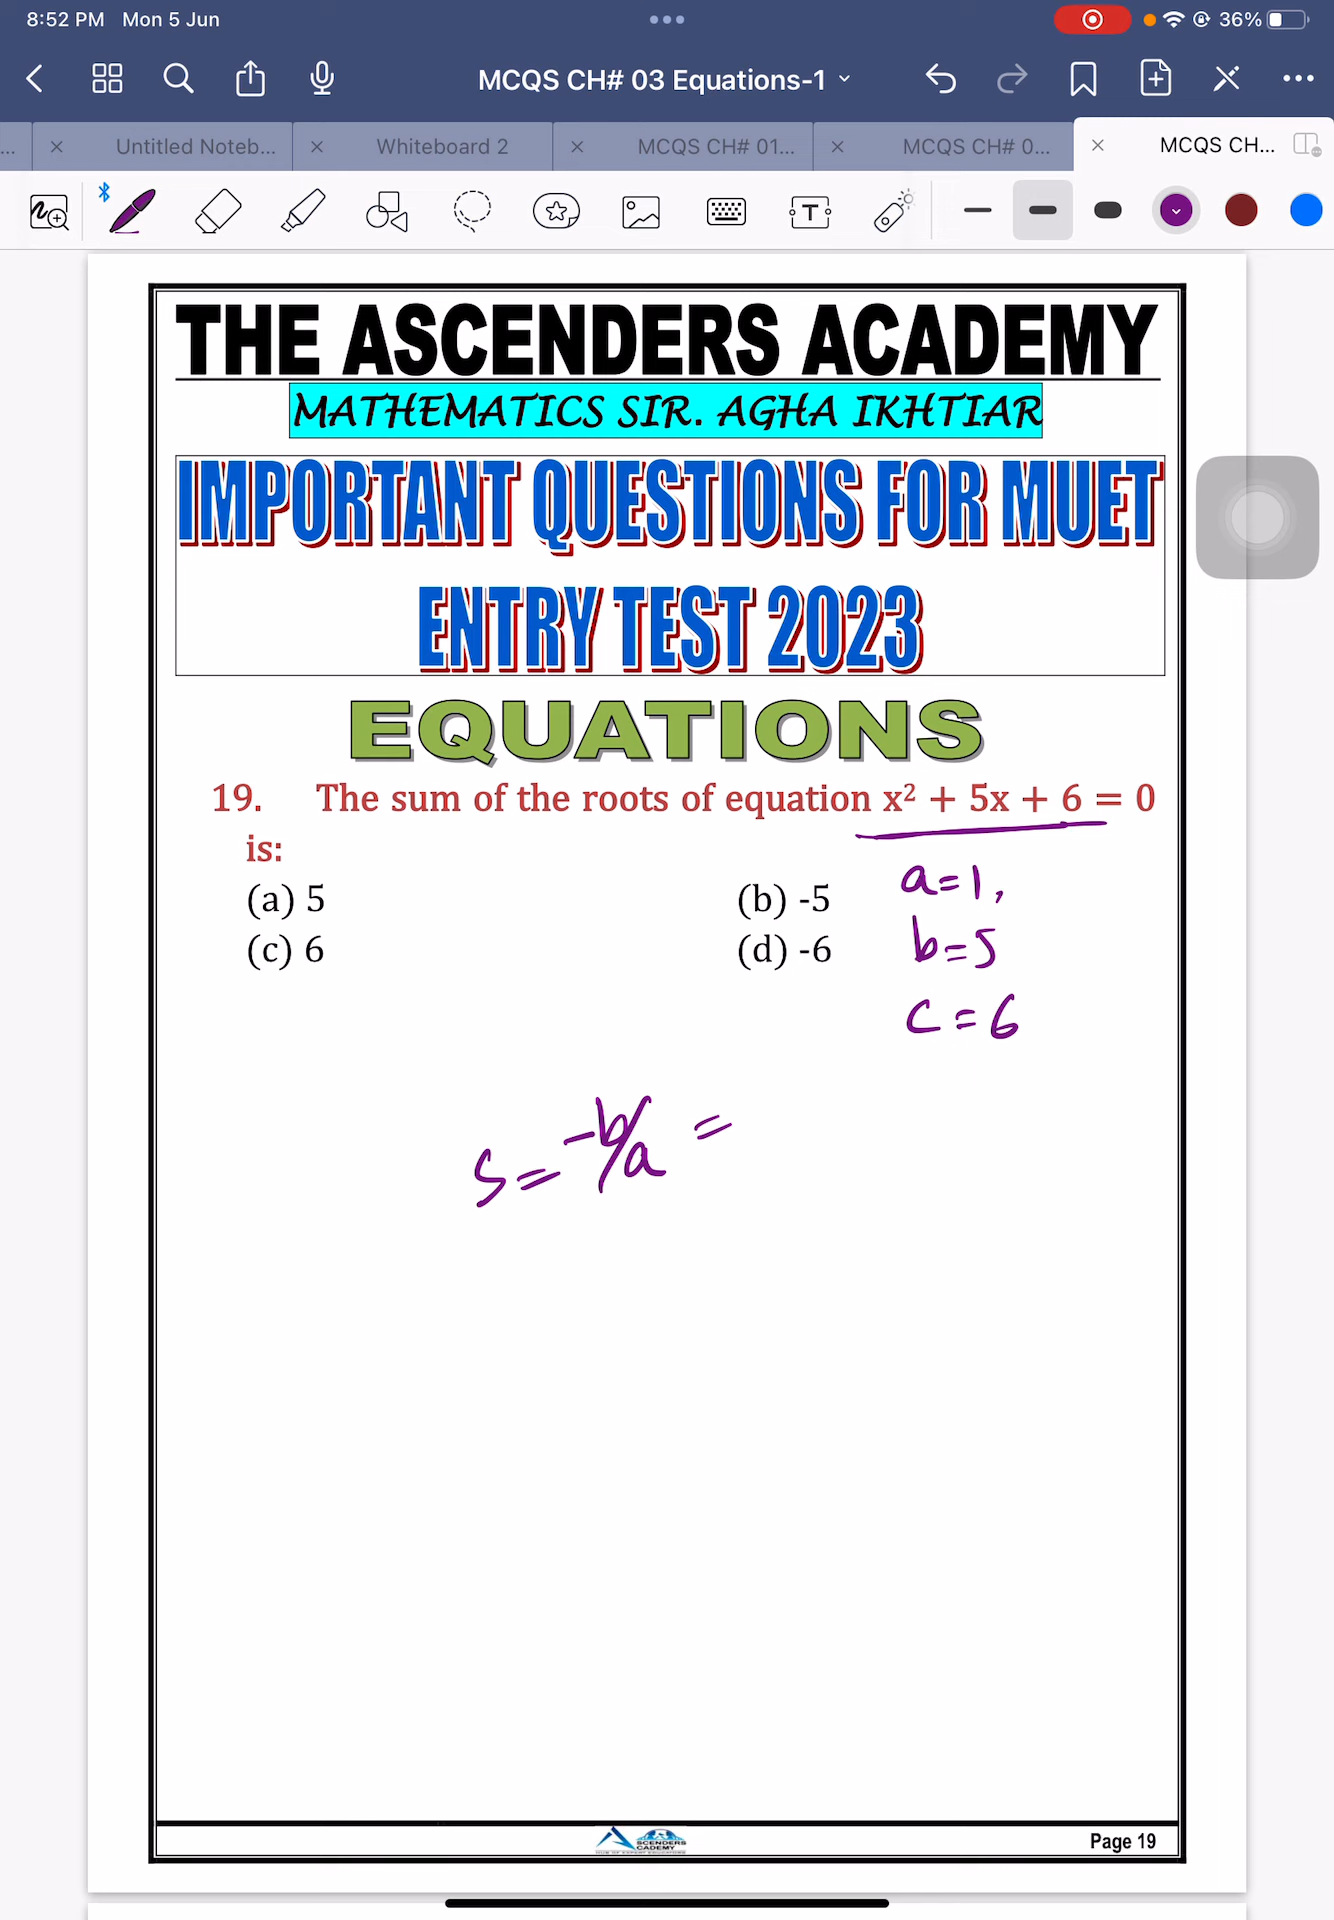 8:52 PM Mon 5 Jun
36%
MCQS CH# 03 Equations-1
...
Untitled Noteb...
Whiteboard 2
MCQS CH# 01...
MCQS CH# 0...
MCQS CH...
T
THE ASCENDERS ACADEMY
MATHEMATICS SIR. AGHA IKHTIAR
IMPORTANT QUESTIONS FOR MUET
ENTRY TEST 2023
EQUATIONS
19. The sum of the roots of equation x² + 5x + 6 = 0
is:
(a) 5 (b) -5
(c) 6 (d) -6
a=1,
b=5
c=6
S=-b/a=
SCENDERS
CADEMY
Page 19